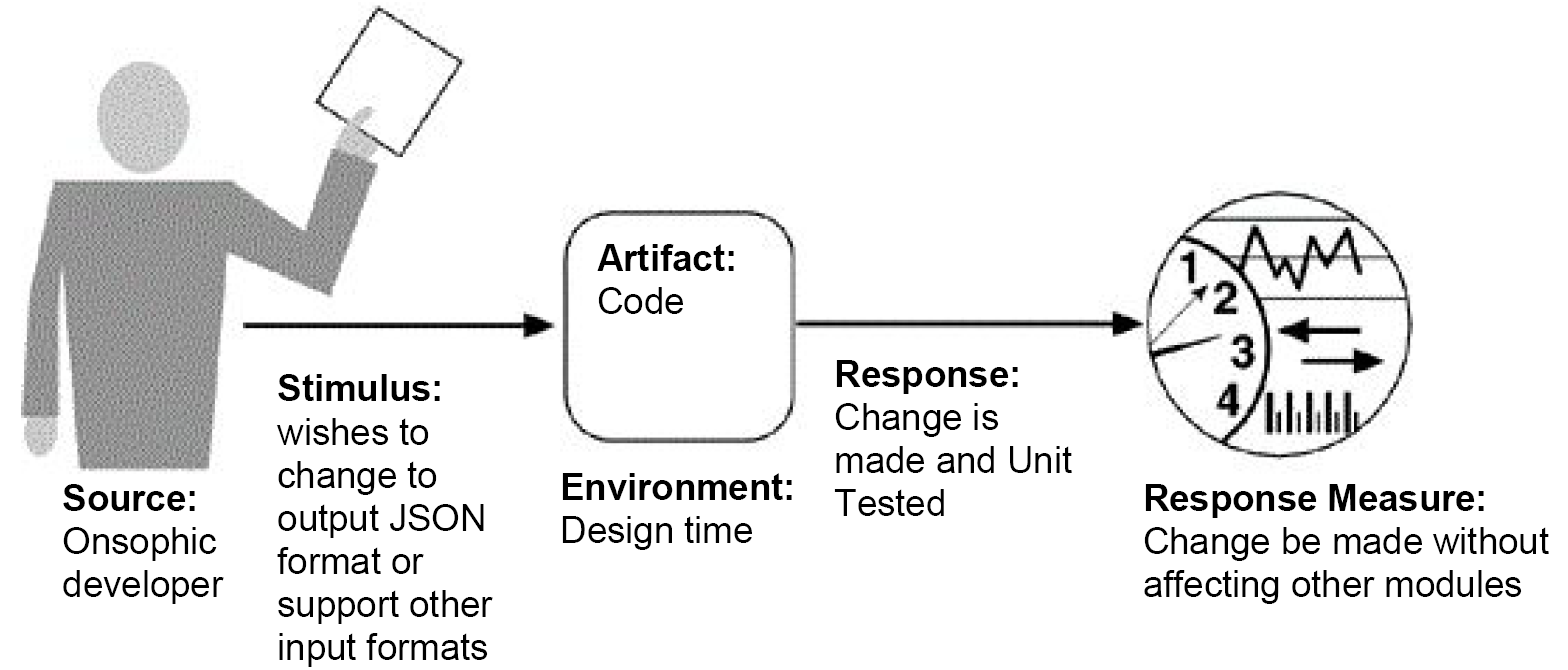 Source:
Onsophic
developer
Stimulus:
wishes to
change to
output JSON
format or
support other
input formats
Artifact:
Code
Environment:
Design time
Response:
Change is
made and Unit
Tested
1
2
3
4
Response Measure:
Change be made without
affecting other modules